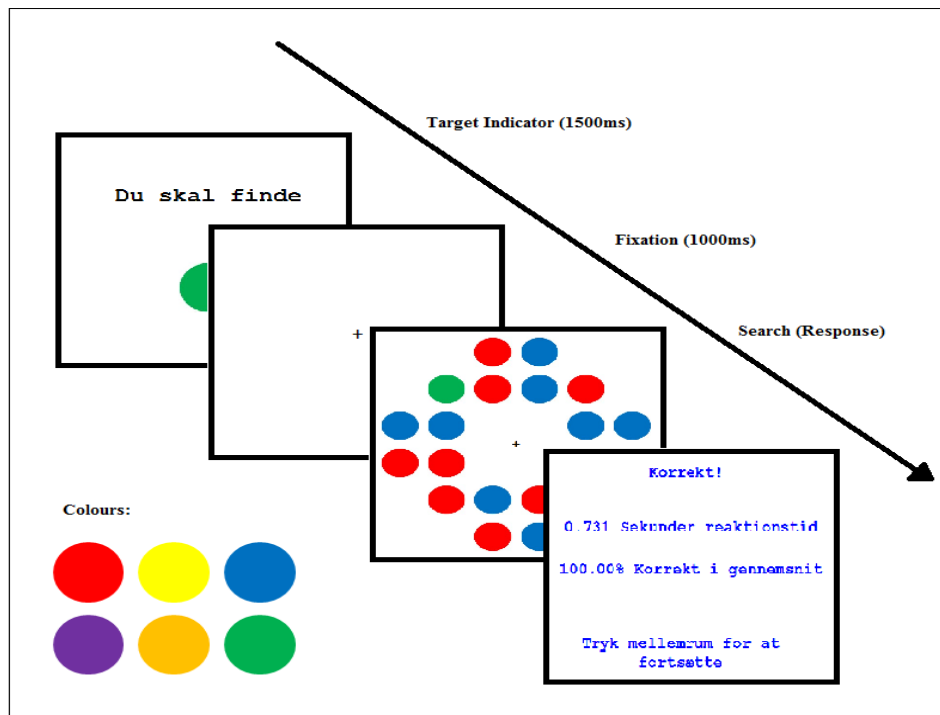 Target Indicator (1500ms)
Du skal finde
Fixation (1000ms)
+
Search (Response)
+
Korrekt!
0.731 Sekunder reaktionstid
100.00% Korrekt i gennemsnit
Tryk mellemrum for at
fortsætte
Colours: